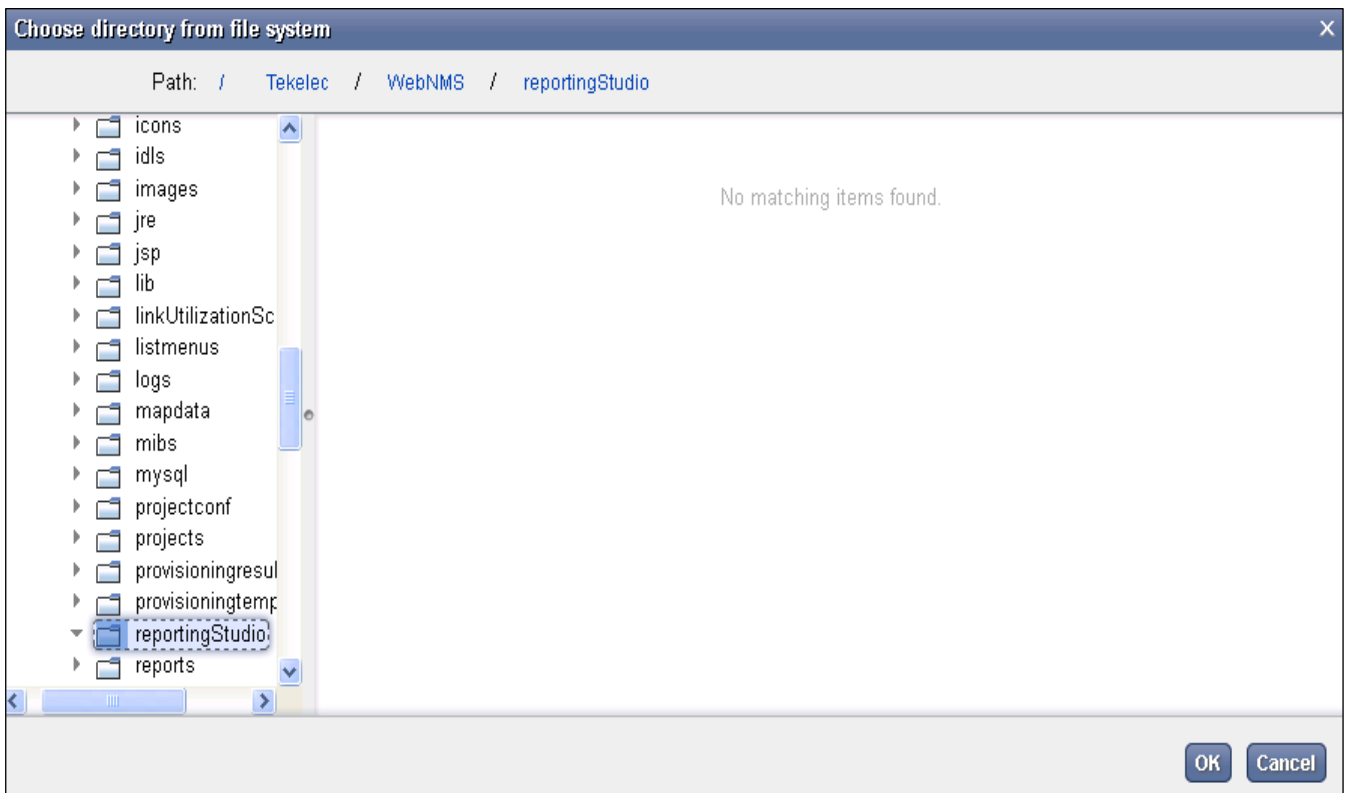 Choose directory from file system
Path: / Tekelec / WebNMS / reportingStudio
icons
idls
images
jre
jsp
lib
linkUtilizationSc
listmenus
logs
mapdata
mibs
mysql
projectconf
projects
provisioningresul
provisioningtemp
reportingStudio
reports
No matching items found.
OK Cancel